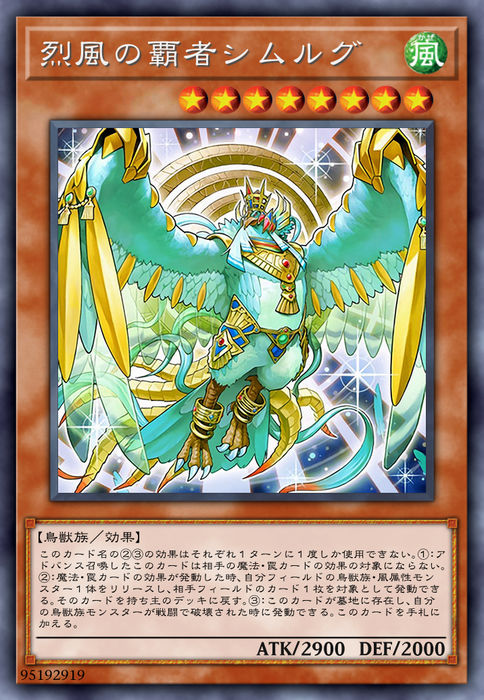 烈風の覇者シムルグ
かぜ
風
【鳥獣族／効果】
このカード名の②③の効果はそれぞれ１ターンに１度しか使用できない。①：ア
ドバンス召喚したこのカードは相手の魔法・罠カードの効果の対象にならない。
②：魔法・罠カードの効果が発動した時、自分フィールドの鳥獣族・風属性モン
スター１体をリリースし、相手フィールドのカード１枚を対象として発動でき
る。そのカードを持ち主のデッキに戻す。③：このカードが墓地に存在し、自分
の鳥獣族モンスターが戦闘で破壊された時に発動できる。このカードを手札に
加える。
ATK/2900 DEF/2000
95192919